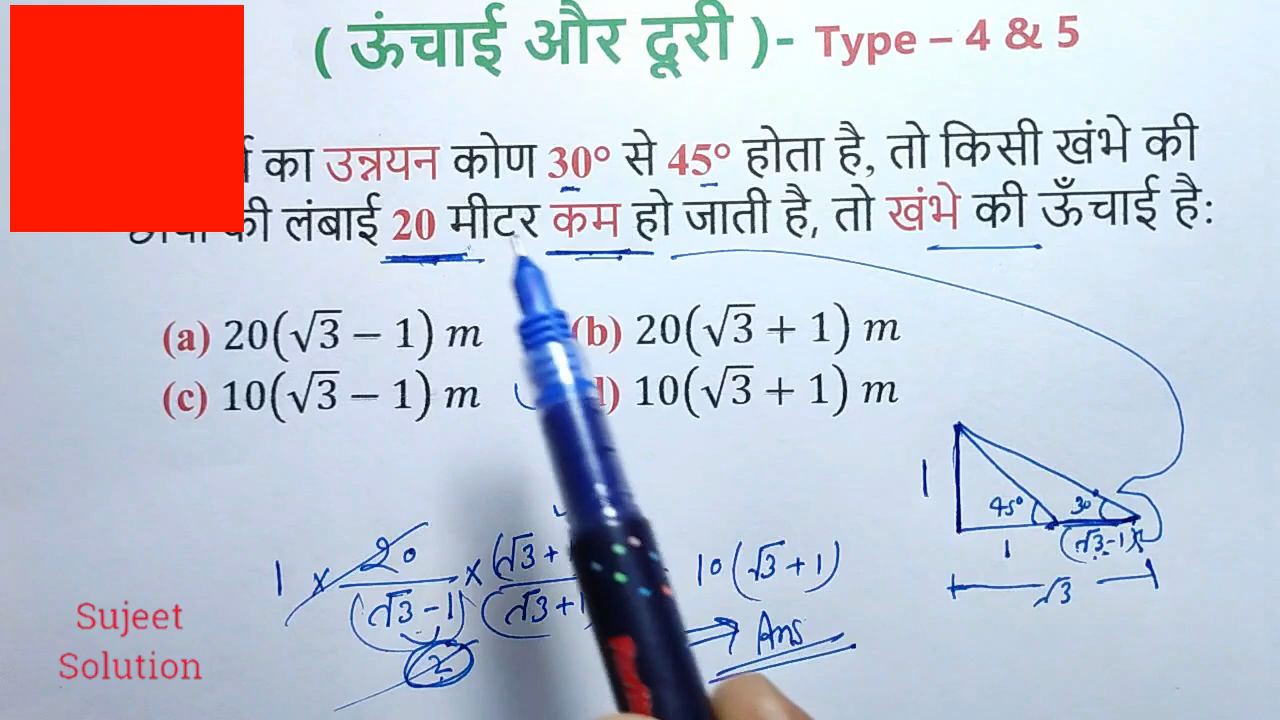 ( ऊंचाई और दूरी )- Type – 4 & 5
का उन्नयन कोण 30° से 45° होता है, तो किसी खंभे की
की लंबाई 20 मीटर कम हो जाती है, तो खंभे की ऊँचाई है:
(a) 20(√3 − 1) m (b) 20(√3 + 1) m
(c) 10(√3 − 1) m 10(√3 + 1) m
1
45° 30°
1 (√3-1)
√3
1 × 20/(√3-1) × (√3+ /(√3+1 10(√3+1)
2
⇒ Ans
Sujeet
Solution